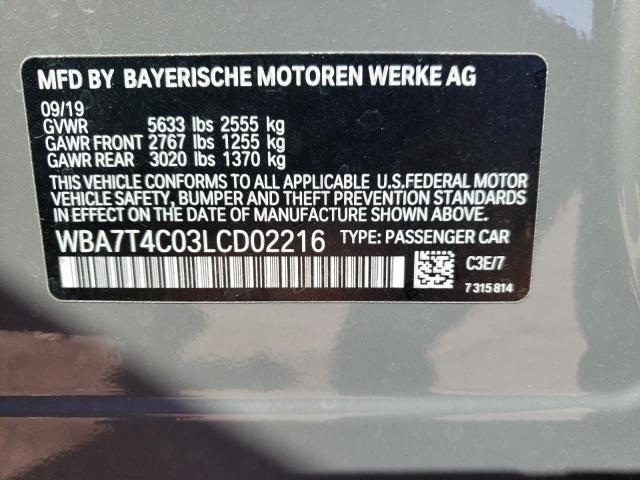 MFD BY BAYERISCHE MOTOREN WERKE AG
09/19
GVWR 5633 lbs 2555 kg
GAWR FRONT 2767 lbs 1255 kg
GAWR REAR 3020 lbs 1370 kg
THIS VEHICLE CONFORMS TO ALL APPLICABLE U.S.FEDERAL MOTOR
VEHICLE SAFETY, BUMPER, AND THEFT PREVENTION STANDARDS
IN EFFECT ON THE DATE OF MANUFACTURE SHOWN ABOVE.
WBA7T4C03LCD02216 TYPE: PASSENGER CAR
C3E/7
7 315 814